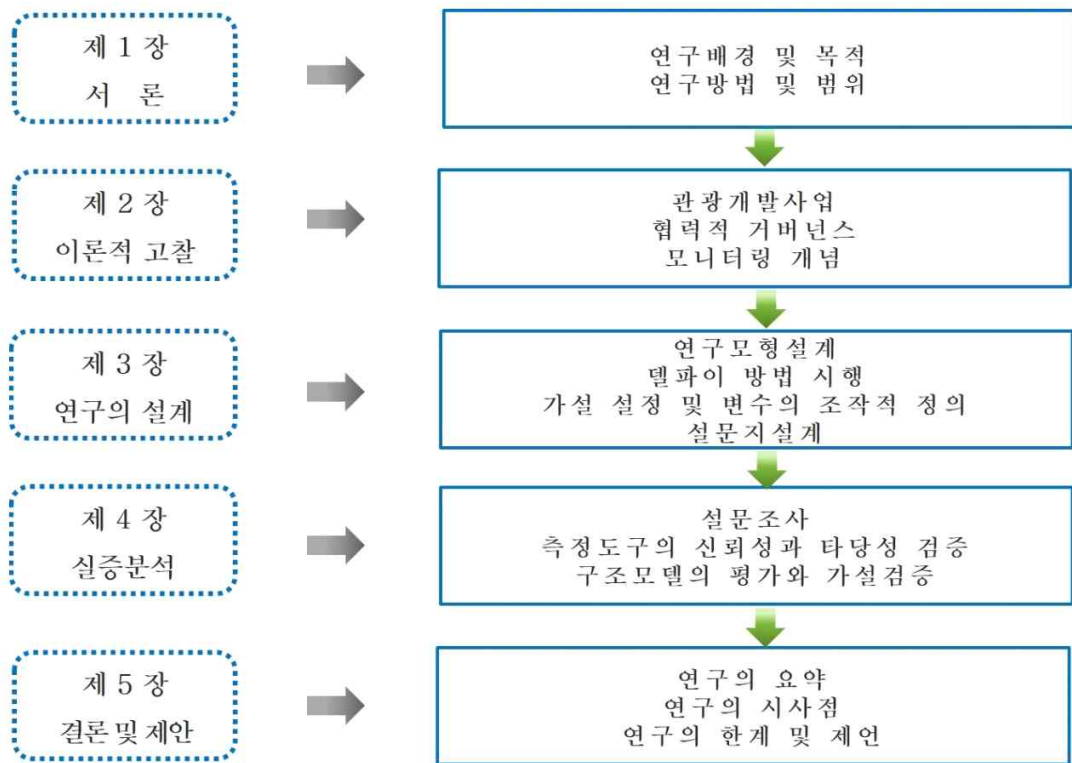 제 1 장
서 론
연구배경 및 목적
연구방법 및 범위
제 2 장
이론적 고찰
관광개발사업
협력적 거버넌스
모니터링 개념
제 3 장
연구의 설계
연구모형설계
델파이 방법 시행
가설 설정 및 변수의 조작적 정의
설문지설계
제 4 장
실증분석
설문조사
측정도구의 신뢰성과 타당성 검증
구조모델의 평가와 가설검증
제 5 장
결론 및 제안
연구의 요약
연구의 시사점
연구의 한계 및 제언